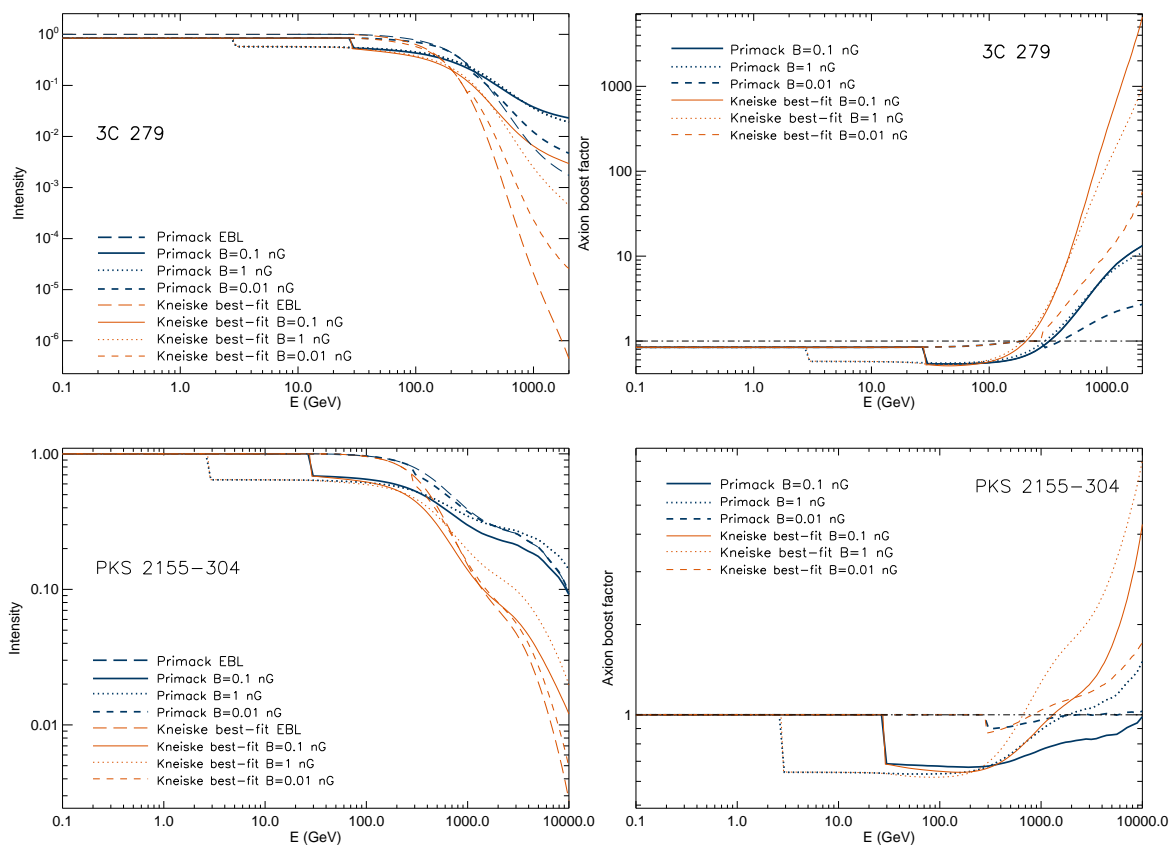 10^0
10^-1
10^-2
10^-3
10^-4
10^-5
10^-6
Intensity
3C 279
Primack EBL
Primack B=0.1 nG
Primack B=1 nG
Primack B=0.01 nG
Kneiske best-fit EBL
Kneiske best-fit B=0.1 nG
Kneiske best-fit B=1 nG
Kneiske best-fit B=0.01 nG
0.1 1.0 10.0 100.0 1000.0
E (GeV)
1000
100
10
1
Axion boost factor
Primack B=0.1 nG
Primack B=1 nG
Primack B=0.01 nG
Kneiske best-fit B=0.1 nG
Kneiske best-fit B=1 nG
Kneiske best-fit B=0.01 nG
3C 279
0.1 1.0 10.0 100.0 1000.0
E (GeV)
1.00
0.10
0.01
Intensity
PKS 2155-304
Primack EBL
Primack B=0.1 nG
Primack B=1 nG
Primack B=0.01 nG
Kneiske best-fit EBL
Kneiske best-fit B=0.1 nG
Kneiske best-fit B=1 nG
Kneiske best-fit B=0.01 nG
0.1 1.0 10.0 100.0 1000.0 10000.0
E (GeV)
1
Axion boost factor
Primack B=0.1 nG
Primack B=1 nG
Primack B=0.01 nG
Kneiske best-fit B=0.1 nG
Kneiske best-fit B=1 nG
Kneiske best-fit B=0.01 nG
PKS 2155-304
0.1 1.0 10.0 100.0 1000.0 10000.0
E (GeV)